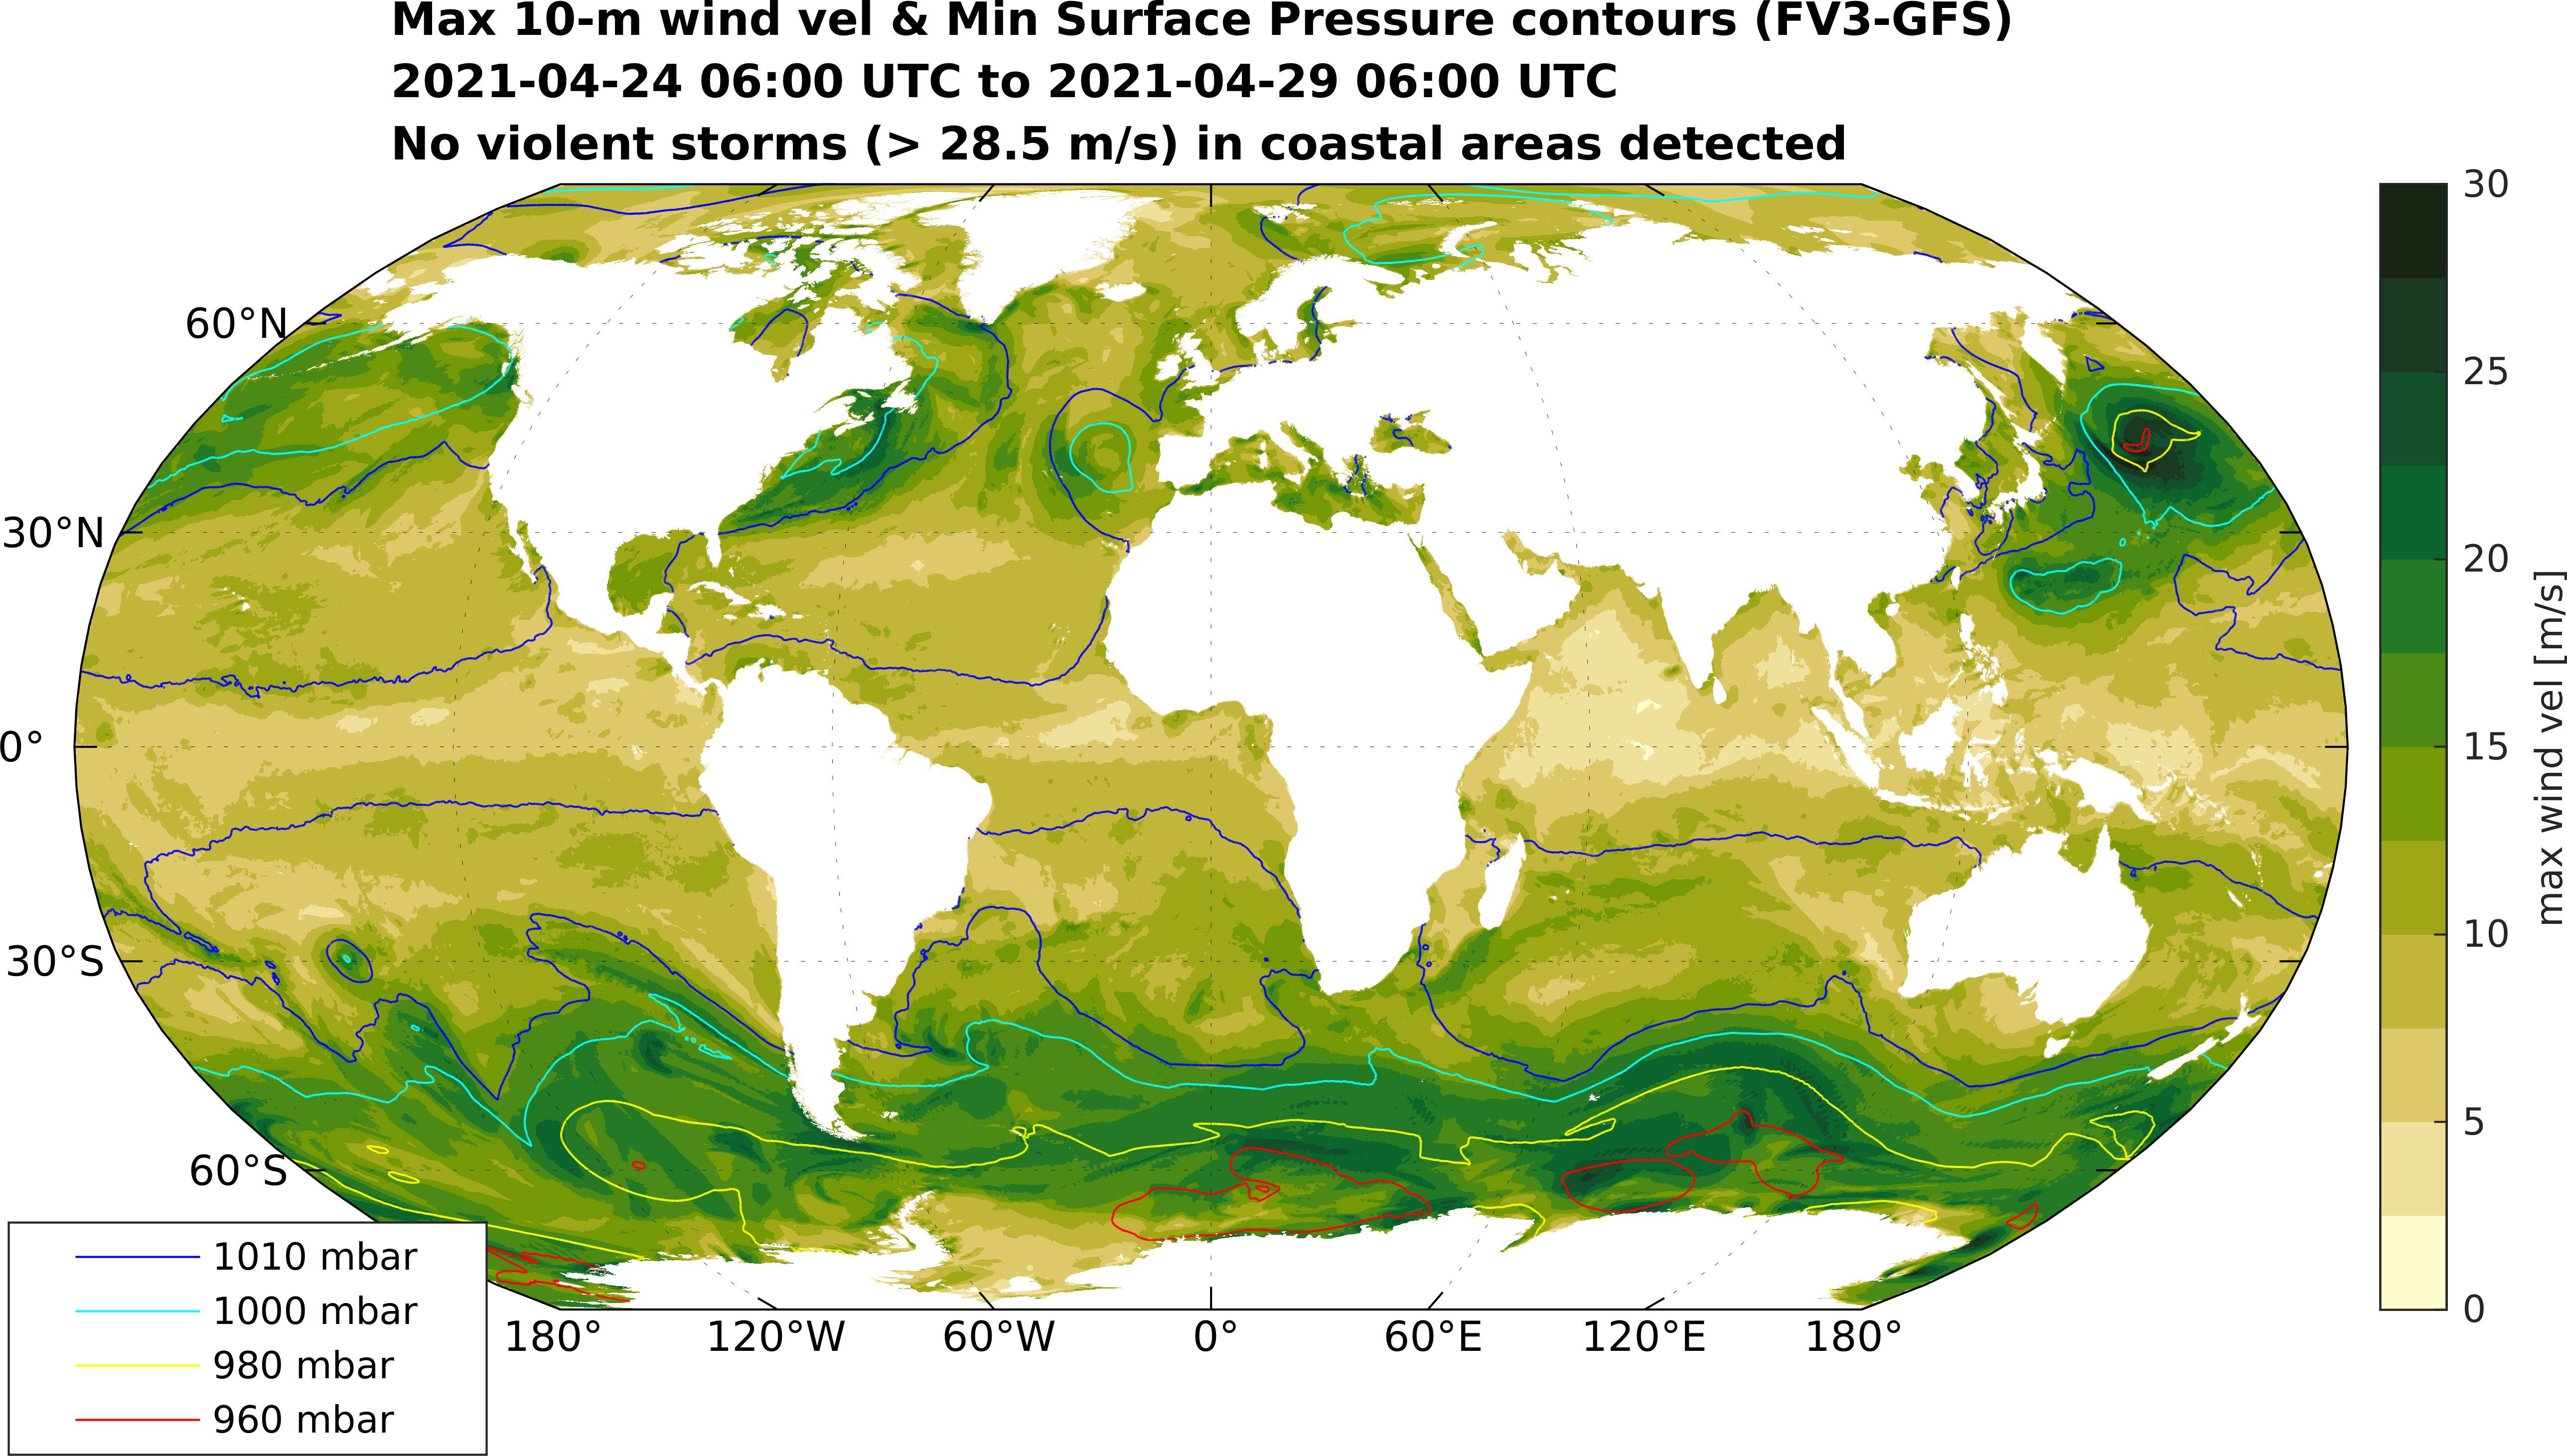 Max 10-m wind vel & Min Surface Pressure contours (FV3-GFS)
2021-04-24 06:00 UTC to 2021-04-29 06:00 UTC
No violent storms (> 28.5 m/s) in coastal areas detected
60°N
30°N
0°
30°S
60°S
180°
120°W
60°W
0°
60°E
120°E
180°
1010 mbar
1000 mbar
980 mbar
960 mbar
30
25
20
15
10
5
0
max wind vel [m/s]